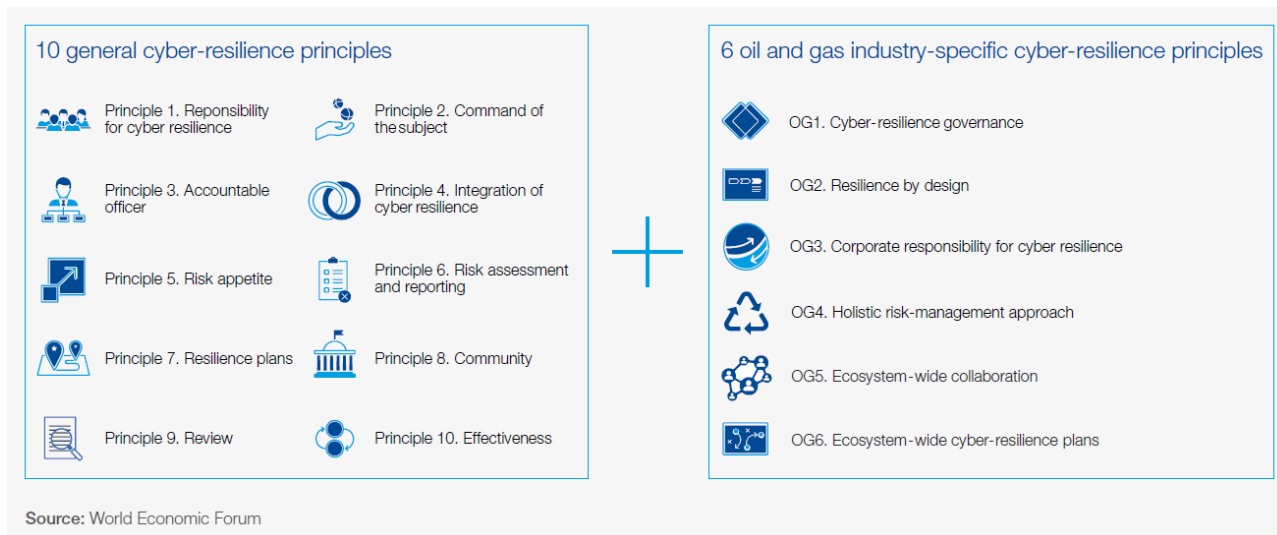 10 general cyber-resilience principles
Principle 1. Reponsibility
for cyber resilience
Principle 2. Command of
thesubject
Principle 3. Accountable
officer
Principle 4. Integration of
cyber resilience
Principle 5. Risk appetite
Principle 6. Risk assessment
and reporting
Principle 7. Resilience plans
Principle 8. Community
Principle 9. Review
Principle 10. Effectiveness
6 oil and gas industry-specific cyber-resilience principles
OG1. Cyber-resilience governance
OG2. Resilience by design
OG3. Corporate responsibility for cyber resilience
OG4. Holistic risk-management approach
OG5. Ecosystem-wide collaboration
OG6. Ecosystem-wide cyber-resilience plans
Source: World Economic Forum